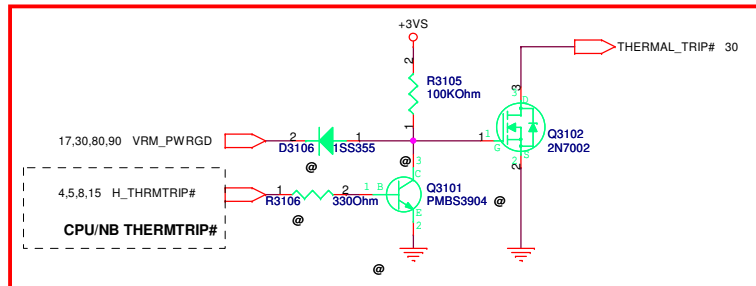 +3VS
THERMAL_TRIP# 30
2
R3105
100KOhm
1
3
3 D
Q3102
2N7002
1
1
G
S
2
17,30,80,90 VRM_PWRGD
2
1
D3106
1SS355
@
@
3
C
4,5,8,15 H_THRMTRIP#
1
2
1
B
Q3101
PMBS3904
R3106
330Ohm
@
@
E
2
CPU/NB THERMTRIP#
@